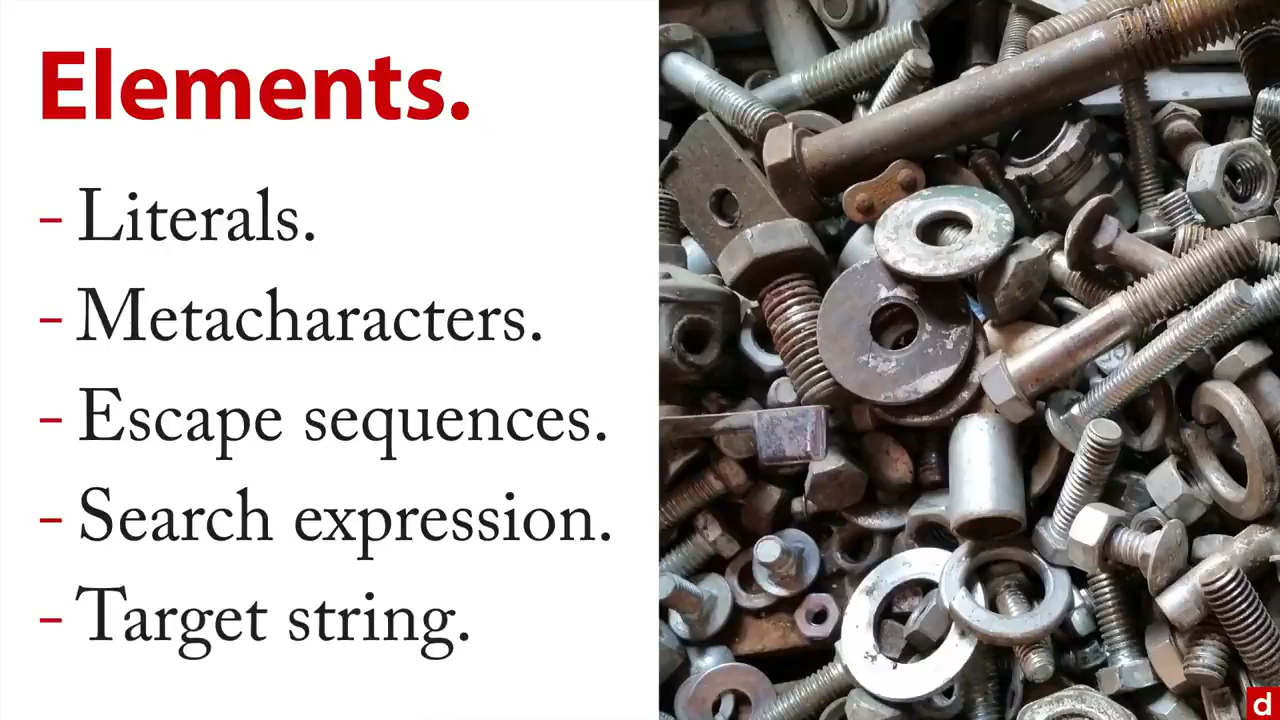 Elements.
- Literals.
- Metacharacters.
- Escape sequences.
- Search expression.
- Target string.
d